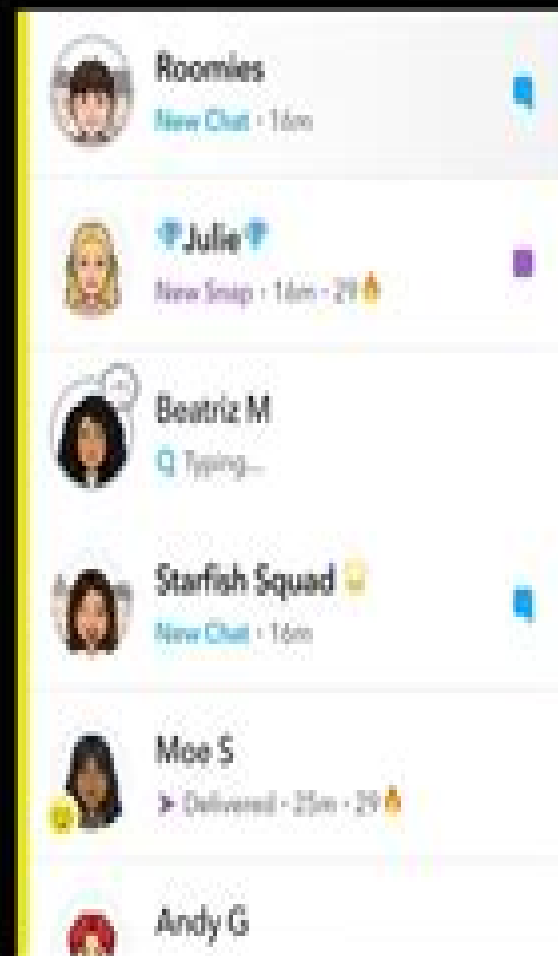 Roomies
New Chat · 16m
💎Julie💎
New Snap · 16m · 29🔥
Beatriz M
Typing...
Starfish Squad
New Chat · 16m
Moe S
Delivered · 25m · 29🔥
Andy G